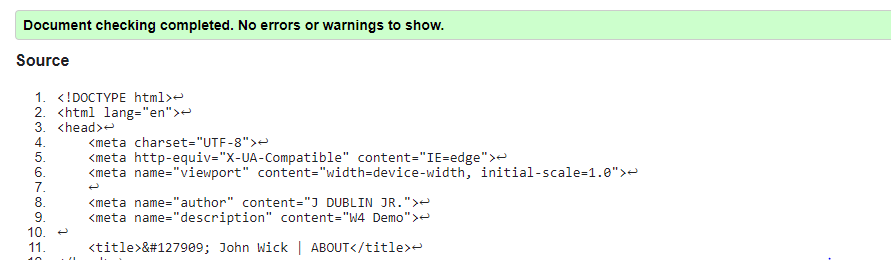 Document checking completed. No errors or warnings to show.
Source
1. <!DOCTYPE html>↩
2. <html lang="en">↩
3. <head>↩
4. <meta charset="UTF-8">↩
5. <meta http-equiv="X-UA-Compatible" content="IE=edge">↩
6. <meta name="viewport" content="width=device-width, initial-scale=1.0">↩
7. ↩
8. <meta name="author" content="J DUBLIN JR.">↩
9. <meta name="description" content="W4 Demo">↩
10. ↩
11. <title>&#127909; John Wick | ABOUT</title>↩